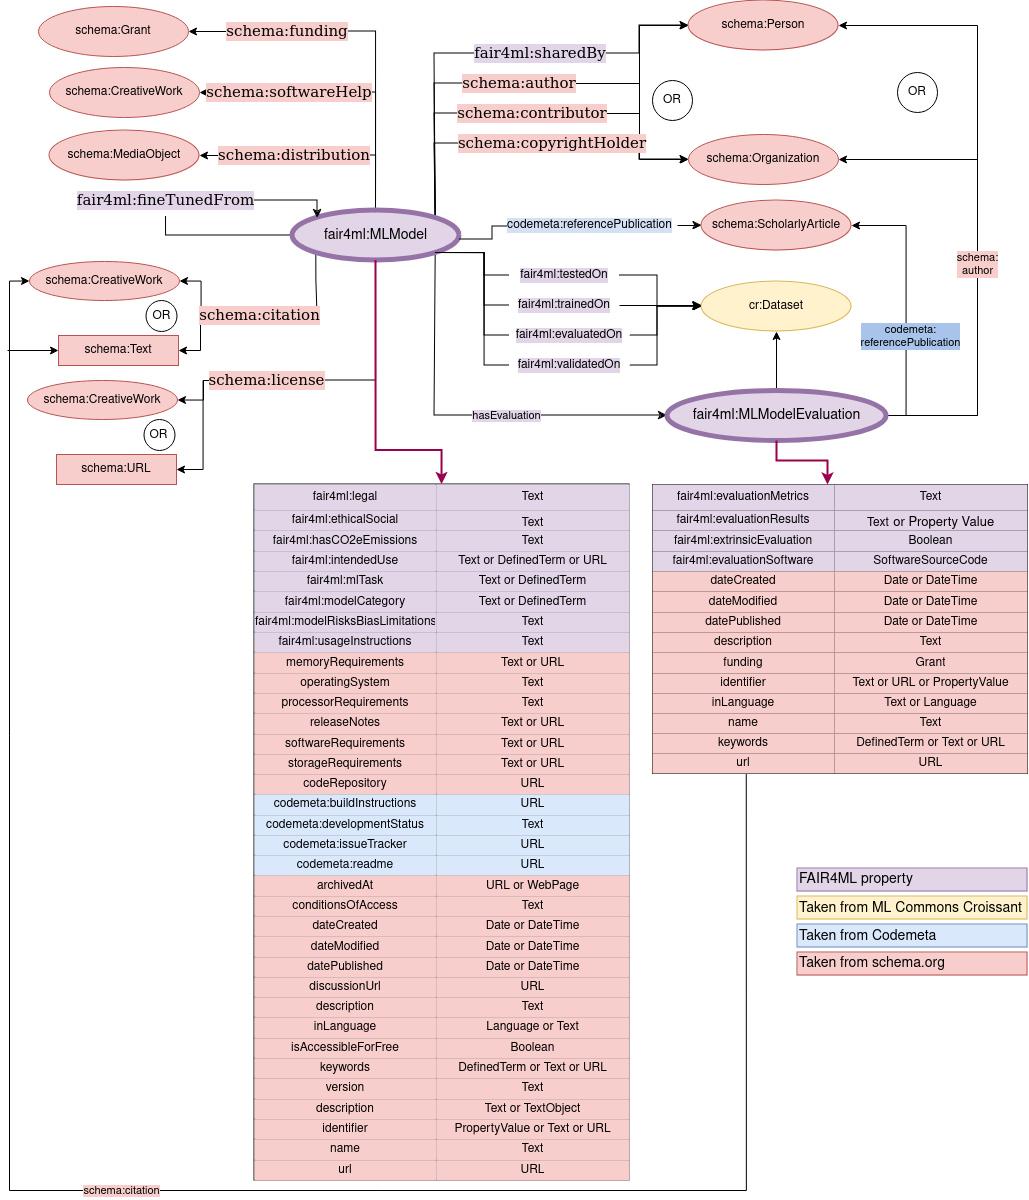 schema:Grant
schema:funding
schema:CreativeWork
schema:softwareHelp
schema:MediaObject
schema:distribution
fair4ml:fineTunedFrom
fair4ml:MLModel
fair4ml:sharedBy
schema:author
schema:contributor
schema:copyrightHolder
schema:Person
OR
OR
schema:Organization
codemeta:referencePublication
schema:ScholarlyArticle
schema:
author
schema:CreativeWork
OR
schema:citation
schema:Text
fair4ml:testedOn
fair4ml:trainedOn
fair4ml:evaluatedOn
fair4ml:validatedOn
cr:Dataset
codemeta:
referencePublication
schema:license
schema:CreativeWork
OR
schema:URL
hasEvaluation
fair4ml:MLModelEvaluation
fair4ml:legal Text
fair4ml:ethicalSocial Text
fair4ml:hasCO2eEmissions Text
fair4ml:intendedUse Text or DefinedTerm or URL
fair4ml:mlTask Text or DefinedTerm
fair4ml:modelCategory Text or DefinedTerm
fair4ml:modelRisksBiasLimitations Text
fair4ml:usageInstructions Text
memoryRequirements Text or URL
operatingSystem Text
processorRequirements Text
releaseNotes Text or URL
softwareRequirements Text or URL
storageRequirements Text or URL
codeRepository URL
codemeta:buildInstructions URL
codemeta:developmentStatus Text
codemeta:issueTracker URL
codemeta:readme URL
archivedAt URL or WebPage
conditionsOfAccess Text
dateCreated Date or DateTime
dateModified Date or DateTime
datePublished Date or DateTime
discussionUrl URL
description Text
inLanguage Language or Text
isAccessibleForFree Boolean
keywords DefinedTerm or Text or URL
version Text
description Text or TextObject
identifier PropertyValue or Text or URL
name Text
url URL
fair4ml:evaluationMetrics Text
fair4ml:evaluationResults Text or Property Value
fair4ml:extrinsicEvaluation Boolean
fair4ml:evaluationSoftware SoftwareSourceCode
dateCreated Date or DateTime
dateModified Date or DateTime
datePublished Date or DateTime
description Text
funding Grant
identifier Text or URL or PropertyValue
inLanguage Text or Language
name Text
keywords DefinedTerm or Text or URL
url URL
FAIR4ML property
Taken from ML Commons Croissant
Taken from Codemeta
Taken from schema.org
schema:citation